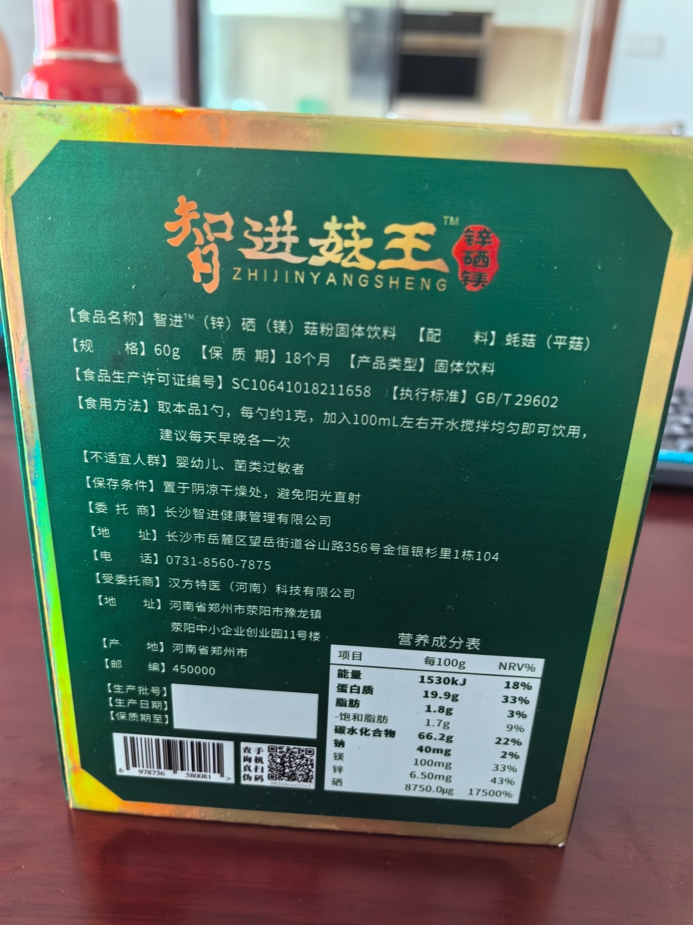 智进菇王™
锌硒镁
ZHIJINYANGSHENG
【食品名称】智进™（锌）硒（镁）菇粉固体饮料 【配 料】蚝菇（平菇）
【规 格】60g 【保 质 期】18个月 【产品类型】固体饮料
【食品生产许可证编号】SC10641018211658 【执行标准】GB/T 29602
【食用方法】取本品1勺，每勺约1克，加入100mL左右开水搅拌均匀即可饮用，
建议每天早晚各一次
【不适宜人群】婴幼儿、菌类过敏者
【保存条件】置于阴凉干燥处，避免阳光直射
【委 托 商】长沙智进健康管理有限公司
【地 址】长沙市岳麓区望岳街道谷山路356号金恒银杉里1栋104
【电 话】0731-8560-7875
【受委托商】汉方特医（河南）科技有限公司
【地 址】河南省郑州市荥阳市豫龙镇
荥阳中小企业创业园11号楼
【产 地】河南省郑州市
【邮 编】450000
【生产批号】
【生产日期】
【保质期至】
6 978756 580081 >
手机扫码
查询真伪
营养成分表
项目 每100g NRV%
能量 1530kJ 18%
蛋白质 19.9g 33%
脂肪 1.8g 3%
-饱和脂肪 1.7g 9%
碳水化合物 66.2g 22%
钠 40mg 2%
镁 100mg 33%
锌 6.50mg 43%
硒 8750.0μg 17500%